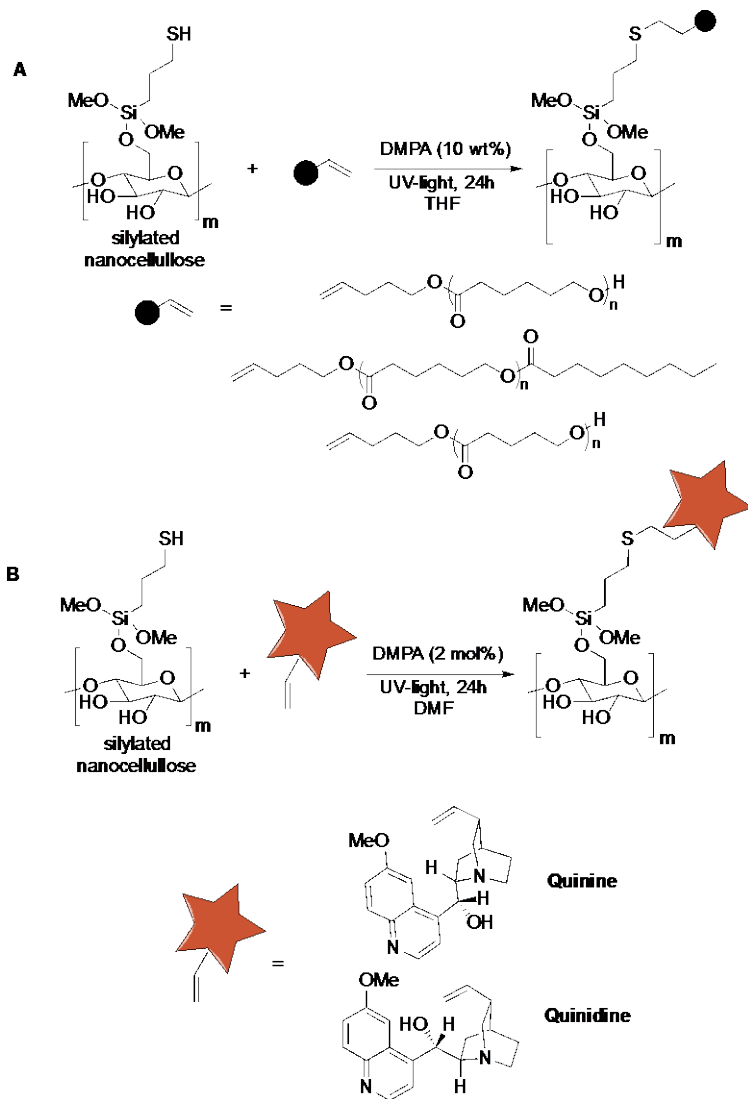 SH
S
A
MeO
Si
O
OMe
MeO
Si
O
OMe
O
O
HO
HO
m
+
DMPA (10 wt%)
UV-light, 24h
THF
O
O
HO
HO
m
silylated
nanocellullose
=
O
O
O
H
n
O
O
O
n
O
O
O
O
H
n
B
SH
S
MeO
Si
O
OMe
MeO
Si
O
OMe
O
O
HO
HO
m
+
DMPA (2 mol%)
UV-light, 24h
DMF
O
O
HO
HO
m
silylated
nanocellullose
MeO
H
N
H
OH
N
Quinine
=
MeO
HO
H
N
N
H
Quinidine